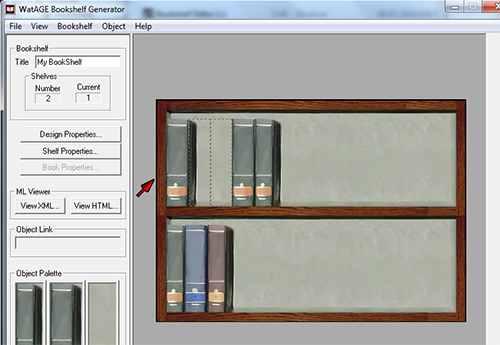 WatAGE Bookshelf Generator
File View Bookshelf Object Help
Bookshelf
Title My BookShelf
Shelves
Number Current
2 1
Design Properties...
Shelf Properties...
Book Properties...
ML Viewer
View XML... View HTML...
Object Link
Object Palette